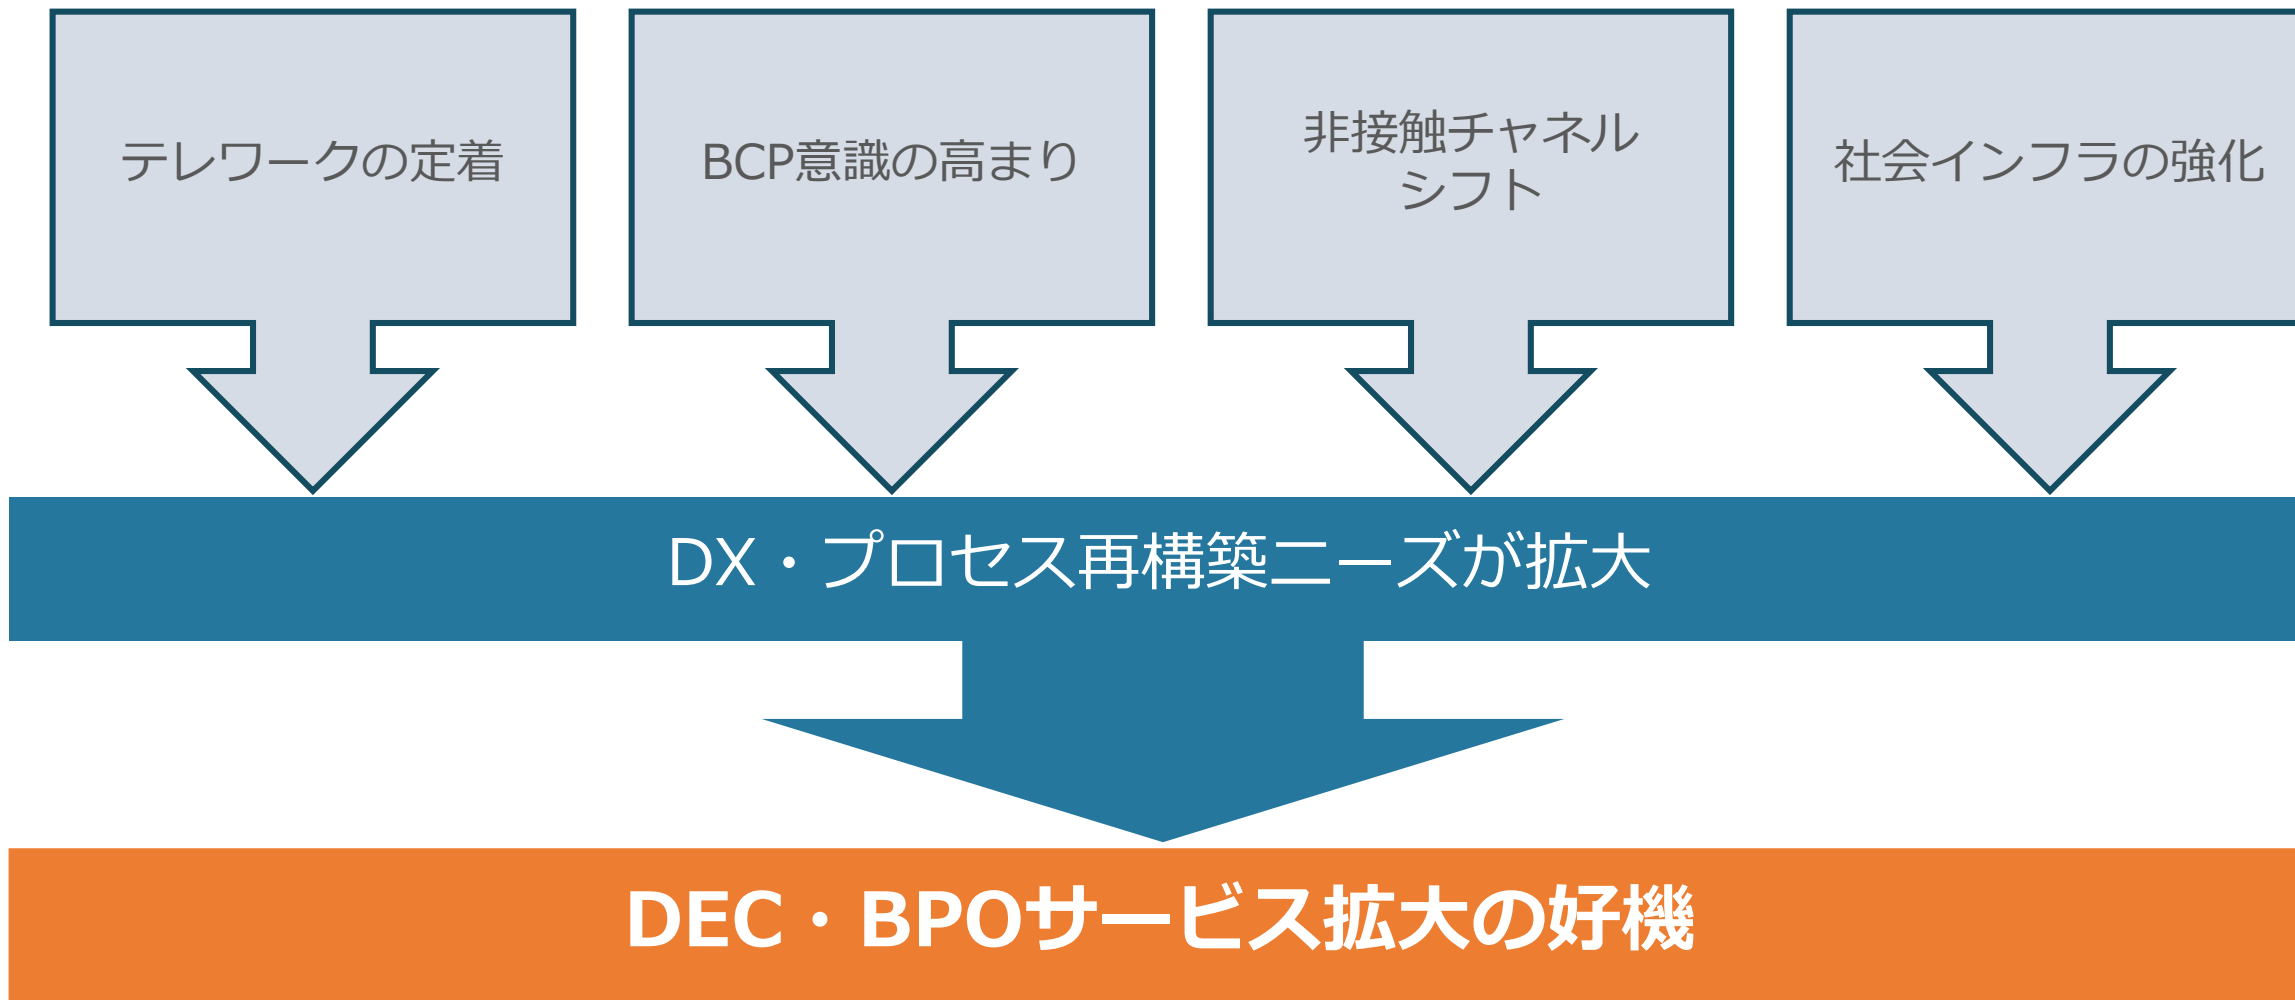 テレワークの定着
BCP意識の高まり
非接触チャネル
シフト
社会インフラの強化
DX・プロセス再構築ニーズが拡大
DEC・BPOサービス拡大の好機